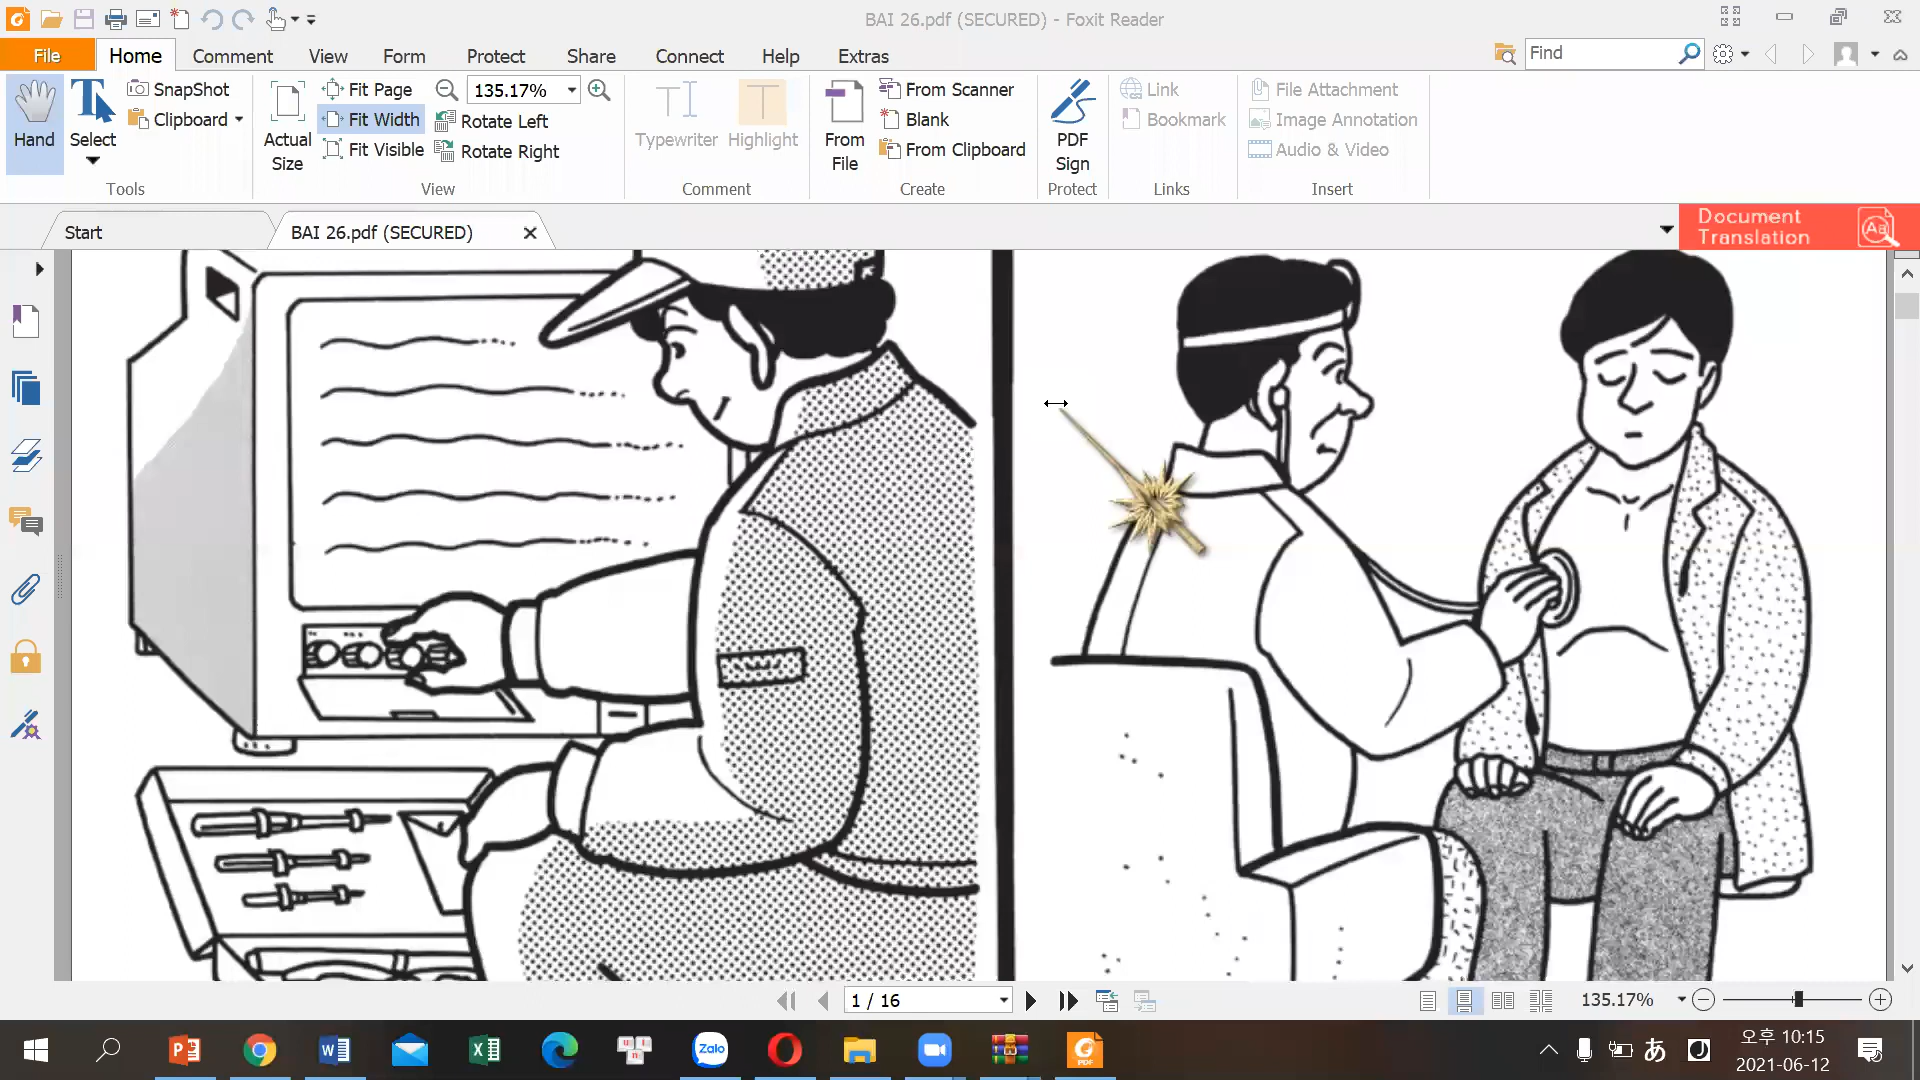 BAI 26.pdf (SECURED) - Foxit Reader
File Home Comment View Form Protect Share Connect Help Extras
Find
Hand
Select
SnapShot
Clipboard
Tools
Actual Size
Fit Page
Fit Width
Fit Visible
135.17%
Rotate Left
Rotate Right
View
Typewriter
Highlight
Comment
From File
From Scanner
Blank
From Clipboard
Create
PDF Sign
Protect
Link
Bookmark
Links
File Attachment
Image Annotation
Audio & Video
Insert
Start
BAI 26.pdf (SECURED)
Document Translation
1 / 16
135.17%
Zalo
PDF
あ
오후 10:15
2021-06-12